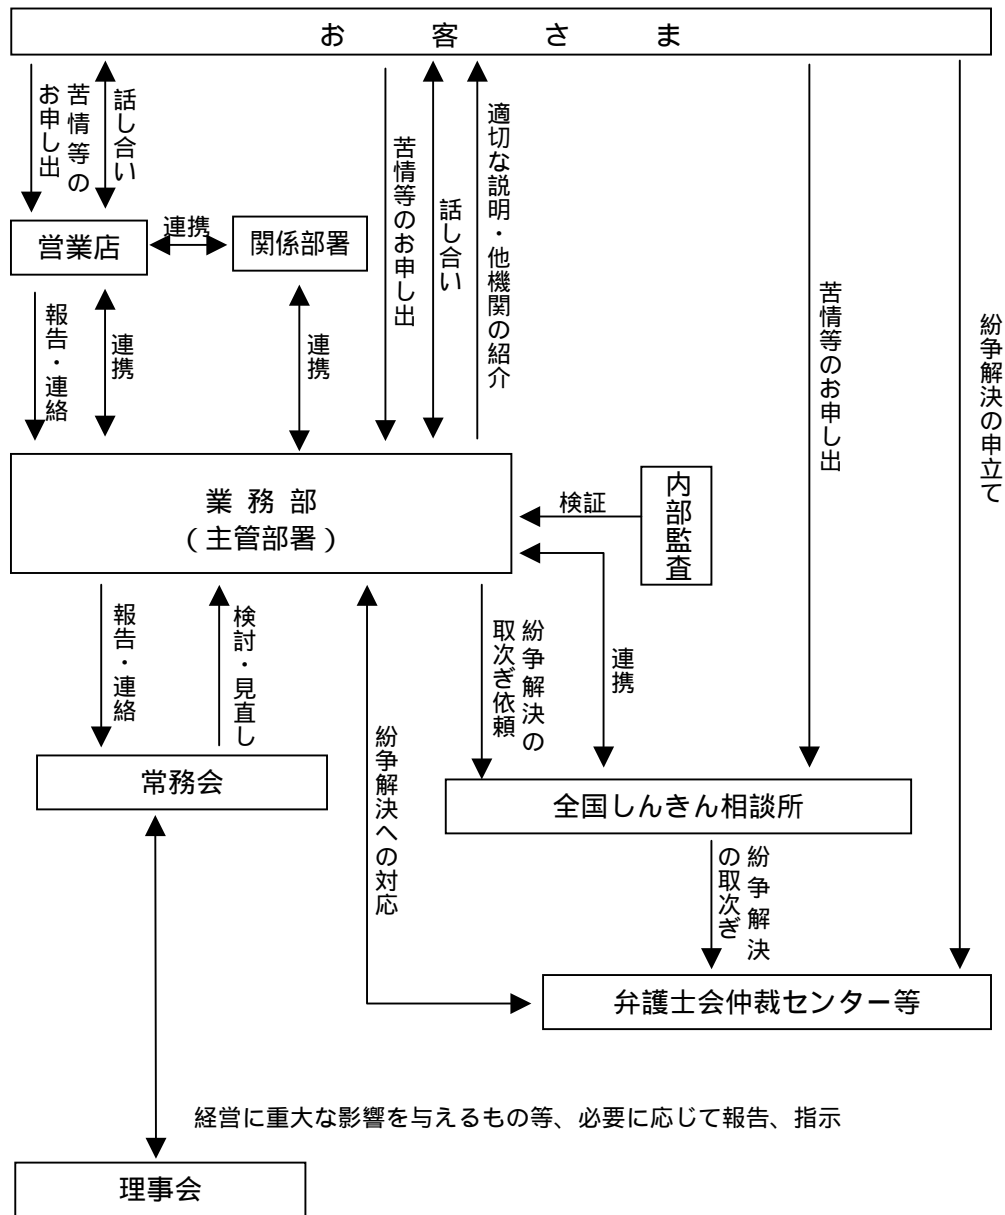 お客さま
苦情等の
お申し出
話し合い
苦情等のお申し出
話し合い
適切な説明・他機関の紹介
苦情等のお申し出
紛争解決の申立て
営業店
連携
関係部署
報告・連絡
連携
連携
業務部
(主管部署)
検証
内部監査
報告・連絡
検討・見直し
紛争解決への対応
紛争解決の
取次ぎ依頼
連携
常務会
全国しんきん相談所
紛争解決
の取次ぎ
弁護士会仲裁センター等
経営に重大な影響を与えるもの等、必要に応じて報告、指示
理事会